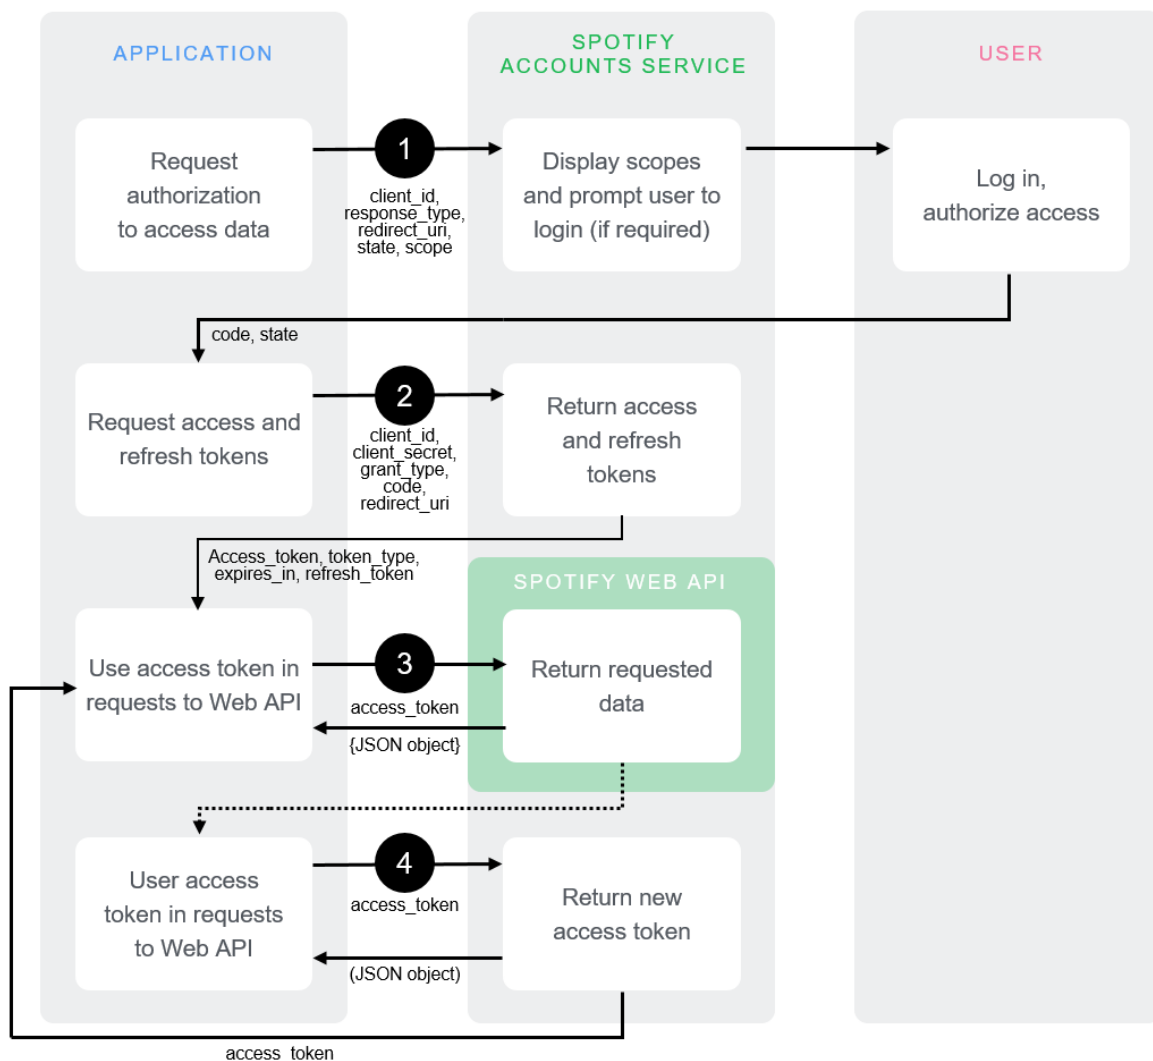 APPLICATION
SPOTIFY
ACCOUNTS SERVICE
USER
Request
authorization
to access data
1
client_id,
response_type,
redirect_uri,
state, scope
Display scopes
and prompt user to
login (if required)
Log in,
authorize access
code, state
Request access and
refresh tokens
2
client_id,
client_secret,
grant_type,
code,
redirect_uri
Return access
and refresh
tokens
Access_token, token_type,
expires_in, refresh_token
SPOTIFY WEB API
Use access token in
requests to Web API
3
access_token
{JSON object}
Return requested
data
User access
token in requests
to Web API
4
access_token
(JSON object)
Return new
access token
access_token